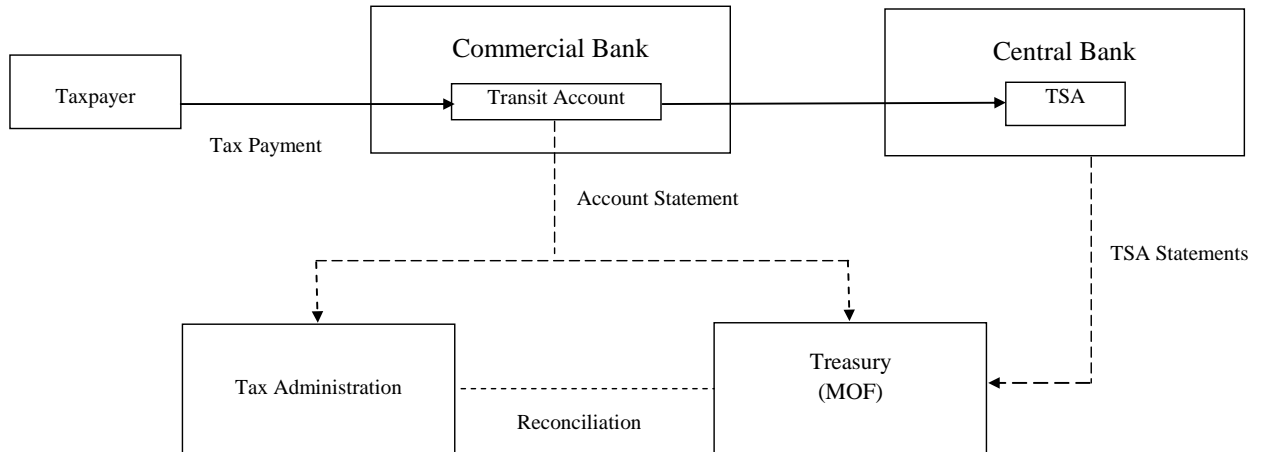 Commercial Bank
Central Bank
Taxpayer
Transit Account
TSA
Tax Payment
Account Statement
TSA Statements
Tax Administration
Treasury
(MOF)
Reconciliation